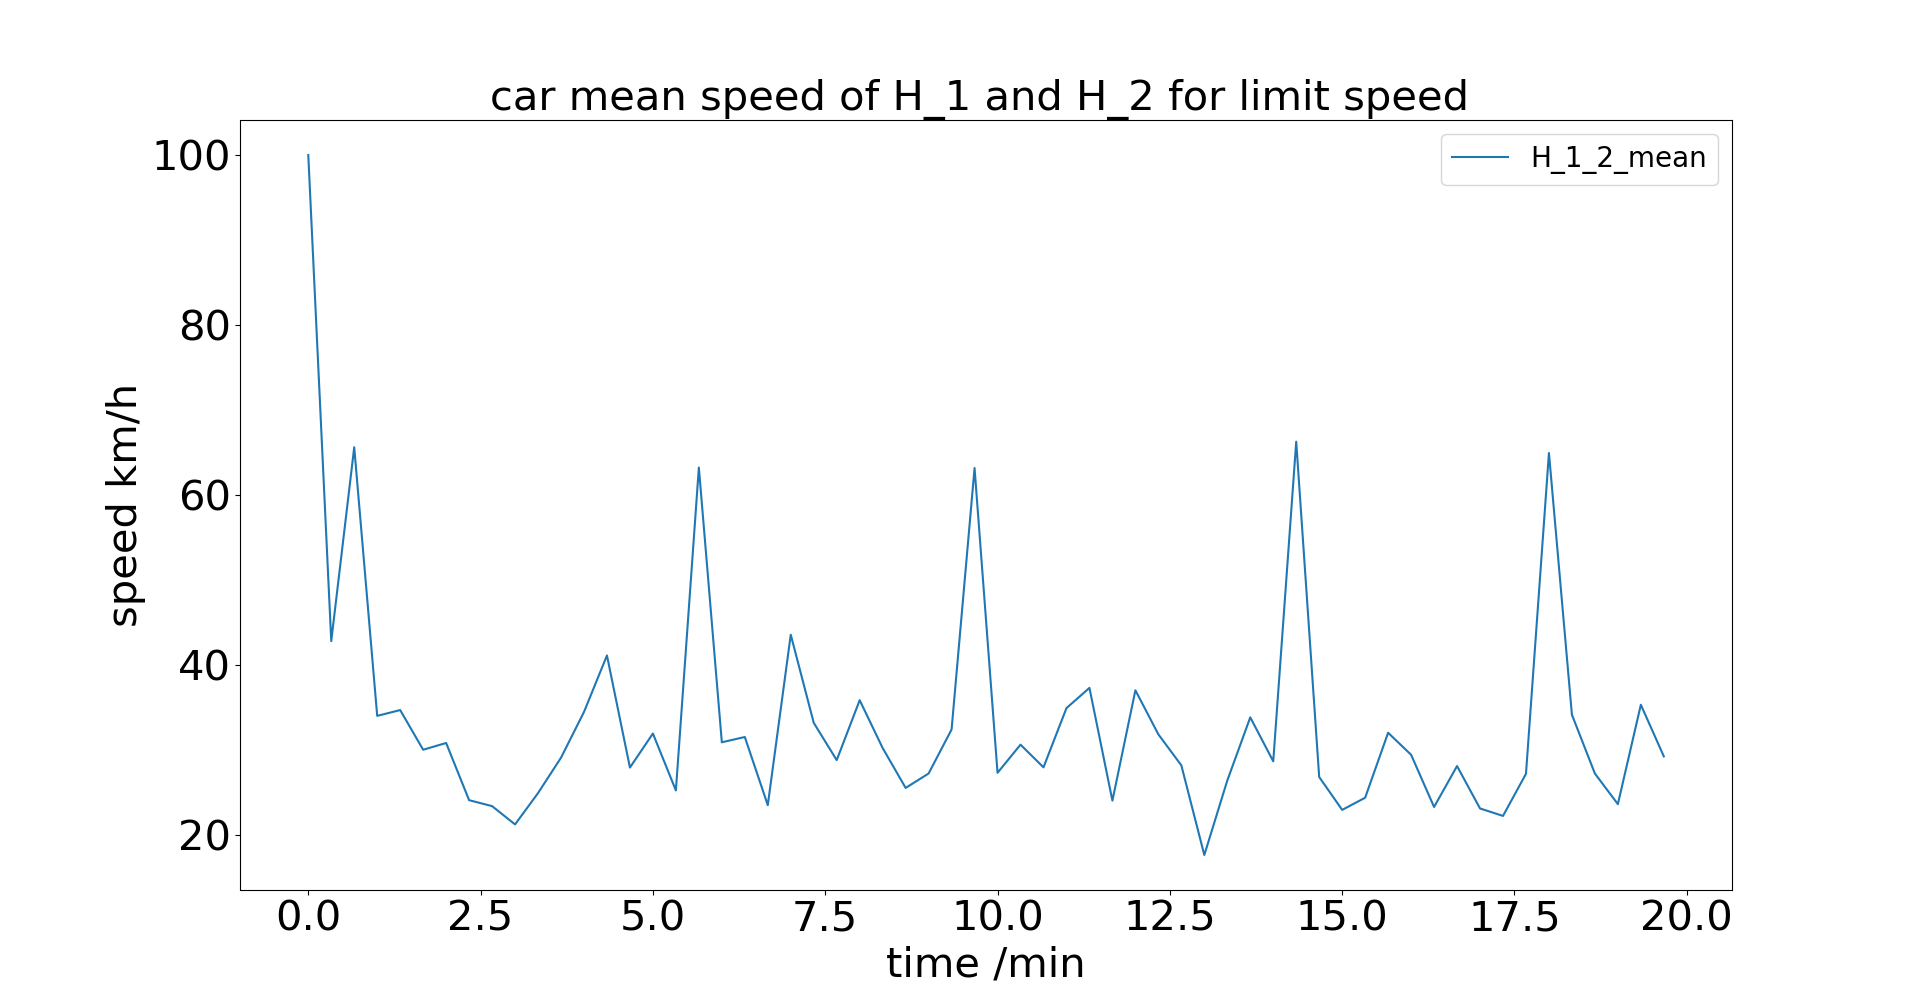 car mean speed of H_1 and H_2 for limit speed
H_1_2_mean
100
80
60
40
20
speed km/h
0.0 2.5 5.0 7.5 10.0 12.5 15.0 17.5 20.0
time /min